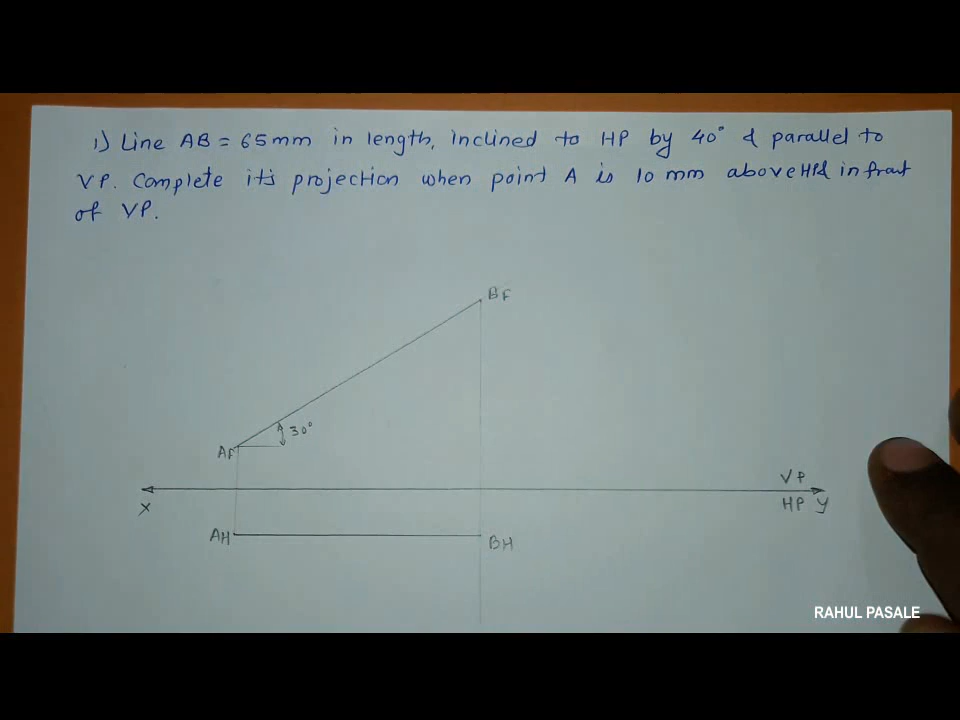 1) Line AB = 65mm in length, inclined to HP by 40° & parallel to
VP. Complete its projection when point A is 10 mm above HP & in front
of VP.
BF
30°
AF
VP
X
HP y
AH
BH
RAHUL PASALE